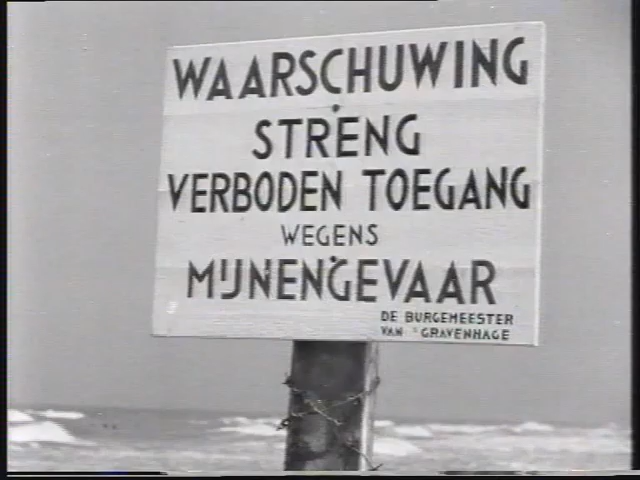 WAARSCHUWING
STRENG
VERBODEN TOEGANG
WEGENS
MIJNENGEVAAR
DE BURGEMEESTER
VAN 'S GRAVENHAGE